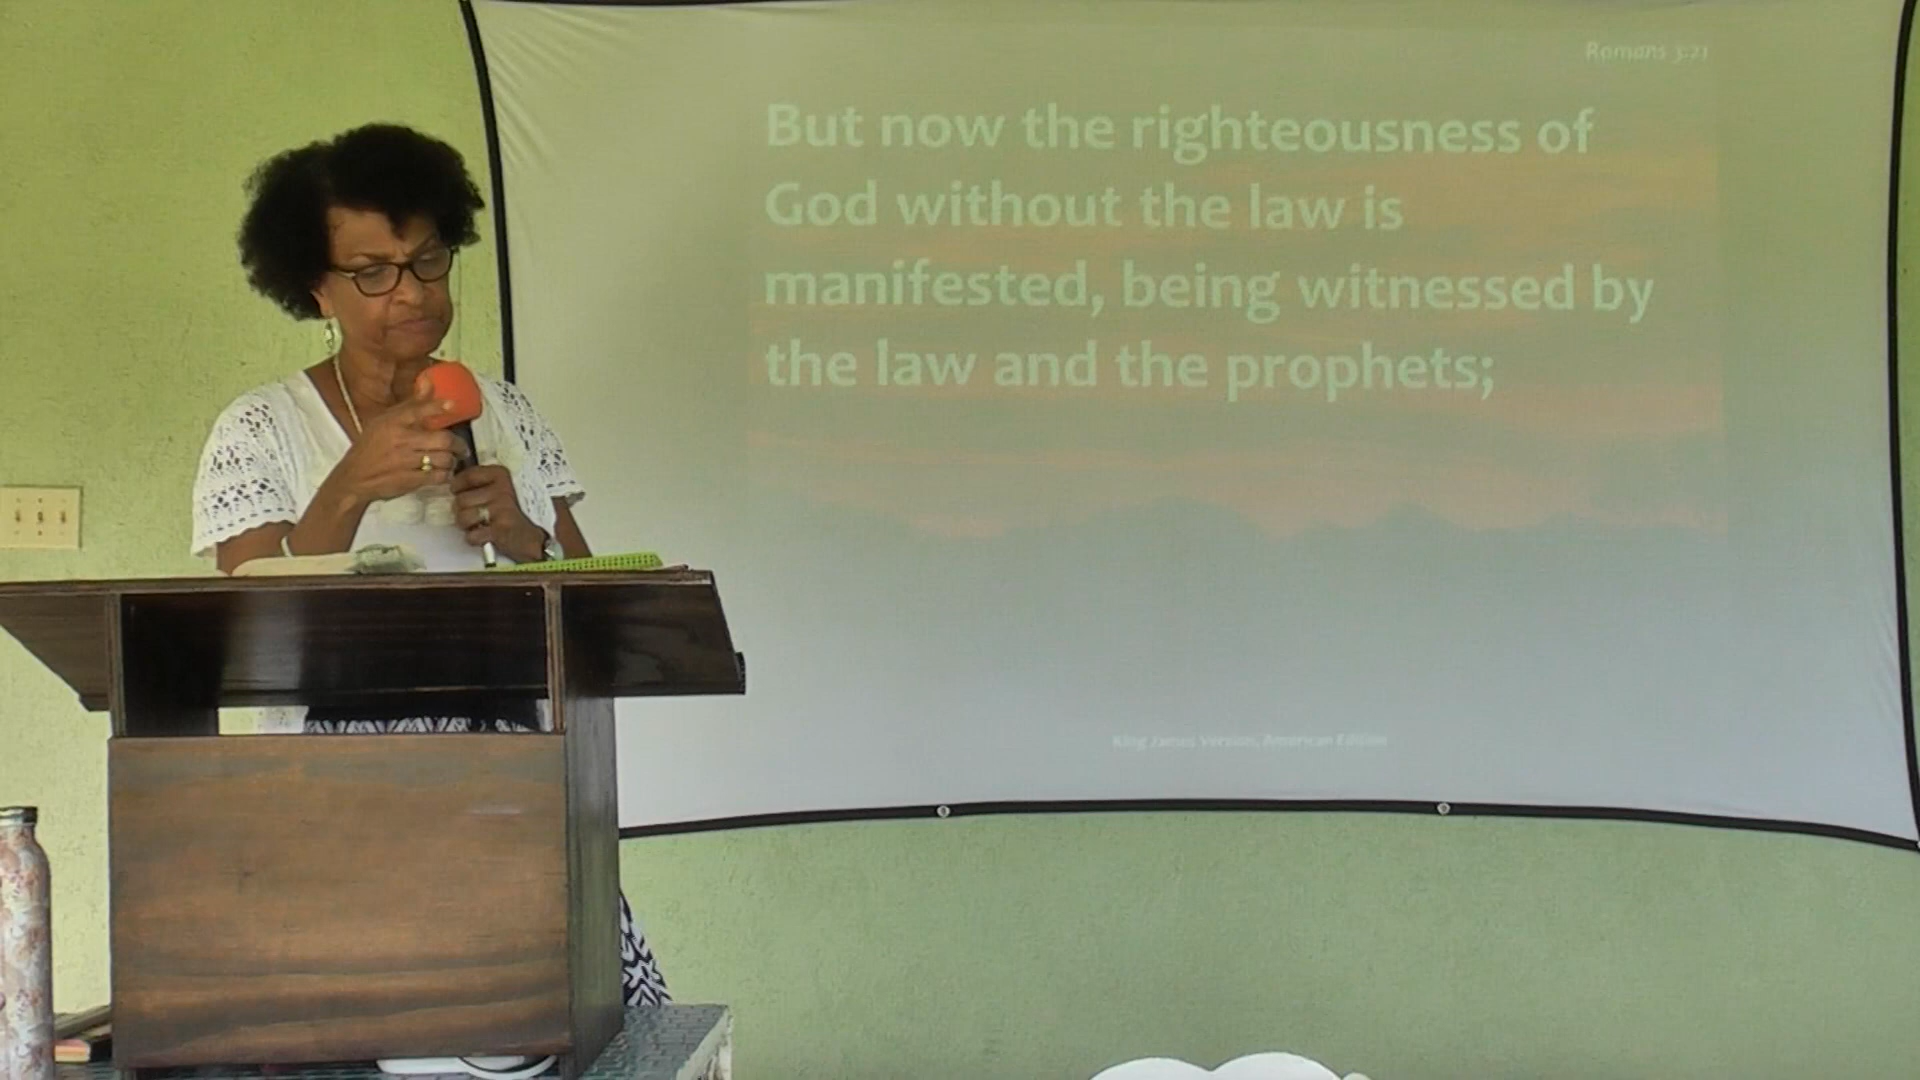 Romans 3:21
But now the righteousness of
God without the law is
manifested, being witnessed by
the law and the prophets;
King James Version, American Edition